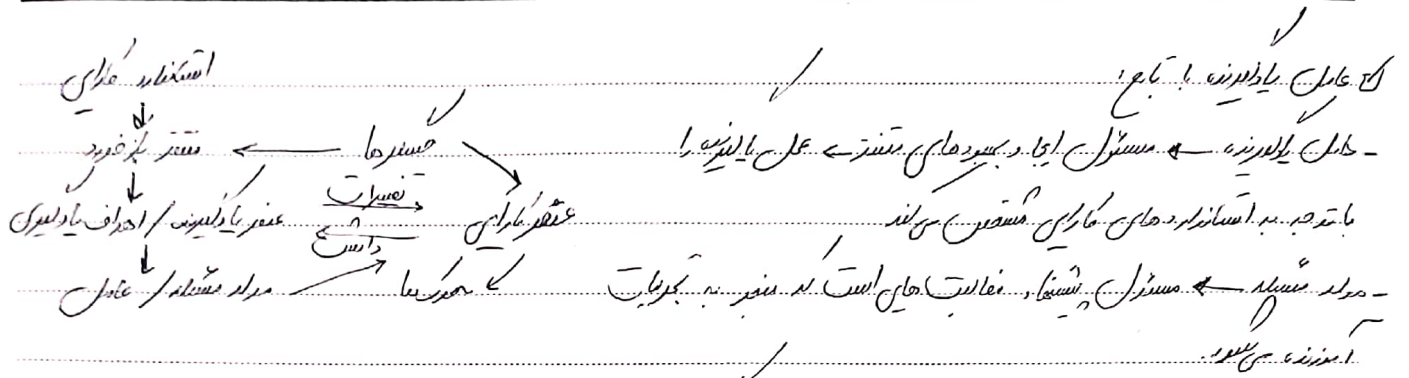 عامل یادگیرنده با تابع:
استاندارد کارایی
- عامل یادگیرنده ← مسئول ایجاد بهبودهای منتقد ← عمل یادگیرنده را
حسگرها
منتقد بازخورد
با توجه به استانداردهای کارایی مشخص می‌کند
عنصر کارایی
تغییرات
دانش
عنصر یادگیرنده / اهداف یادگیری
- مولد مسئله ← مسئول پیشنهاد فعالیت‌هایی است که منجر به تجربیات
محرک‌ها
مولد مسئله / عامل
آموزنده می‌شود.